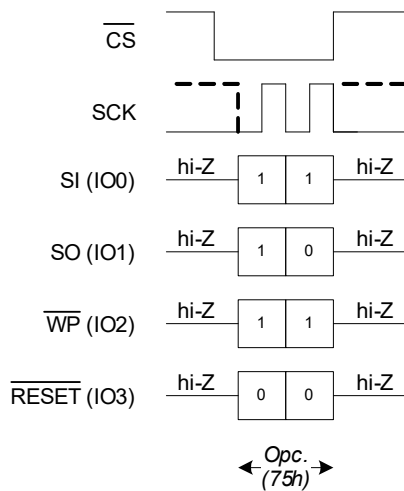 CS
SCK
SI (IO0) hi-Z 1 1 hi-Z
SO (IO1) hi-Z 1 0 hi-Z
WP (IO2) hi-Z 1 1 hi-Z
RESET (IO3) hi-Z 0 0 hi-Z
Opc.
(75h)